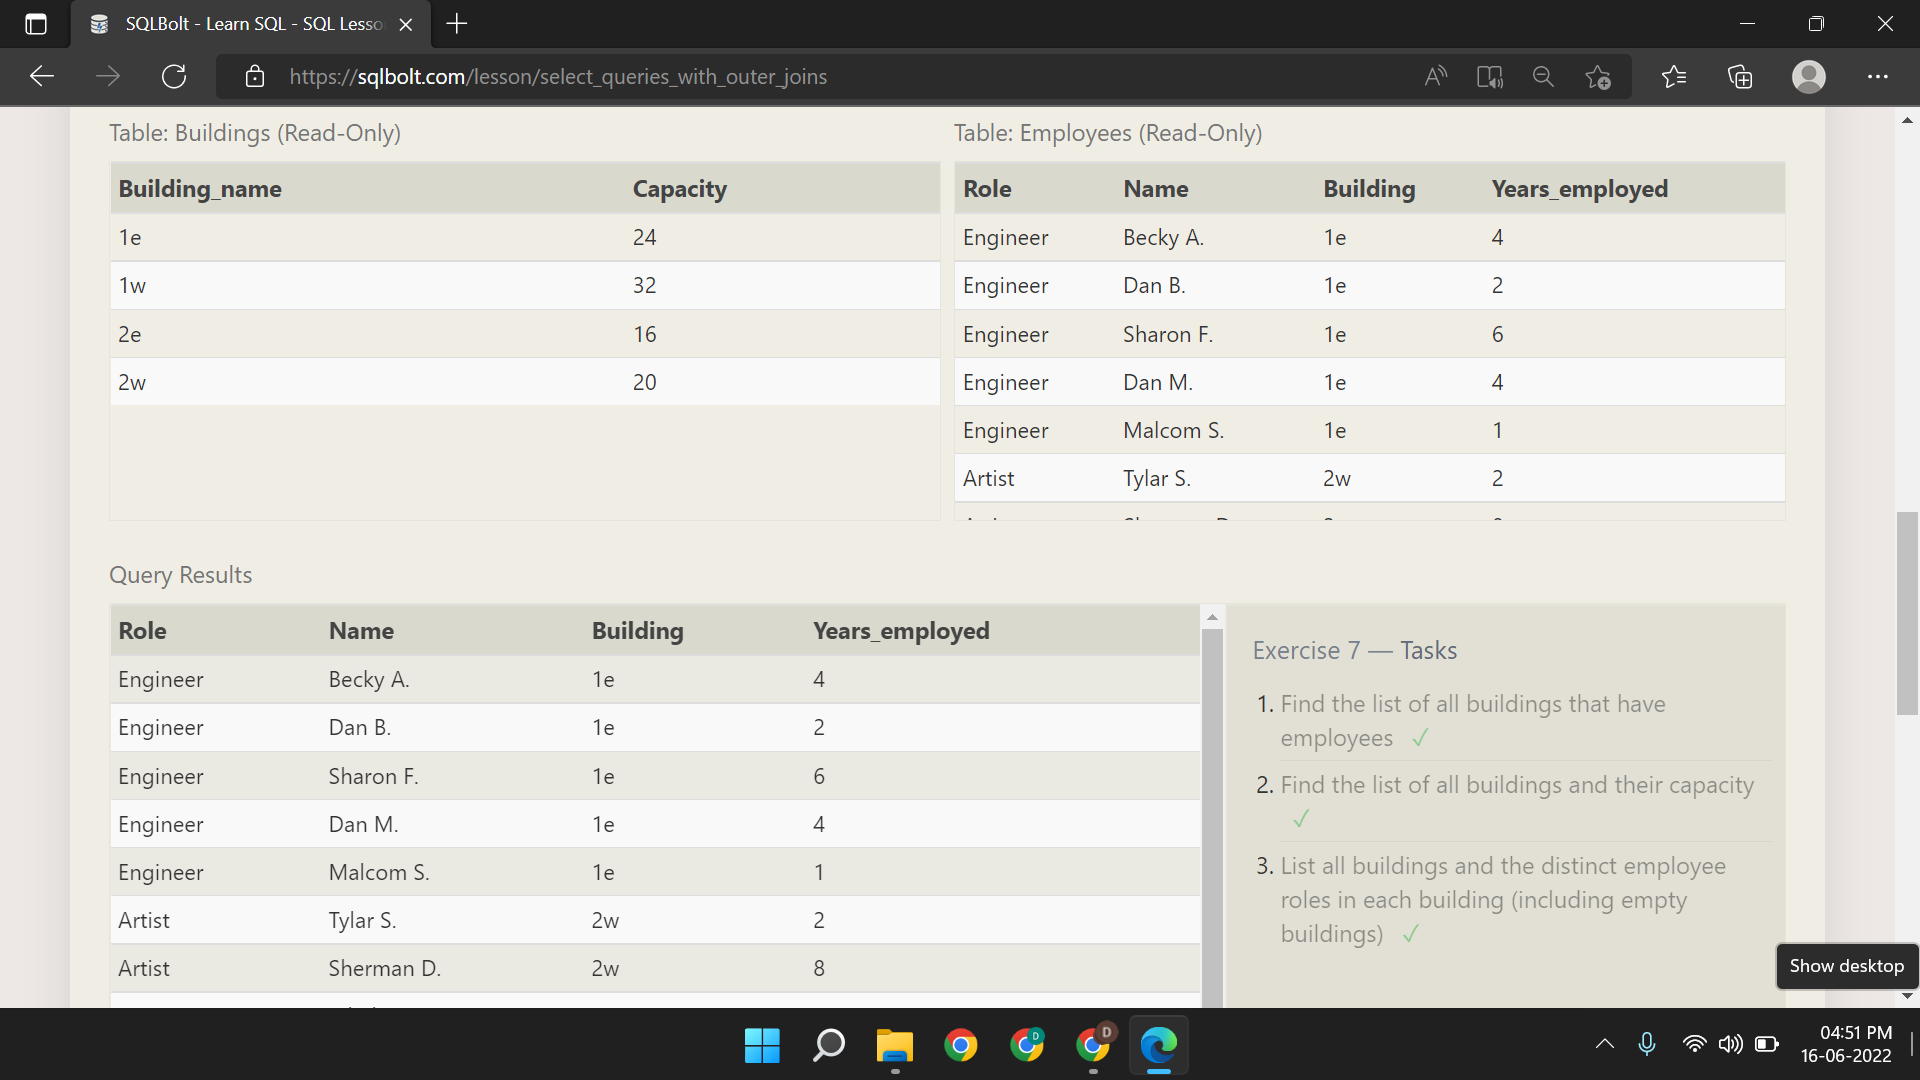 SQLBolt - Learn SQL - SQL Lesso
https://sqlbolt.com/lesson/select_queries_with_outer_joins
Table: Buildings (Read-Only)
Building_name Capacity
1e 24
1w 32
2e 16
2w 20
Table: Employees (Read-Only)
Role Name Building Years_employed
Engineer Becky A. 1e 4
Engineer Dan B. 1e 2
Engineer Sharon F. 1e 6
Engineer Dan M. 1e 4
Engineer Malcom S. 1e 1
Artist Tylar S. 2w 2
Query Results
Role Name Building Years_employed
Engineer Becky A. 1e 4
Engineer Dan B. 1e 2
Engineer Sharon F. 1e 6
Engineer Dan M. 1e 4
Engineer Malcom S. 1e 1
Artist Tylar S. 2w 2
Artist Sherman D. 2w 8
Exercise 7 — Tasks
1. Find the list of all buildings that have
employees ✓
2. Find the list of all buildings and their capacity
✓
3. List all buildings and the distinct employee
roles in each building (including empty
buildings) ✓
Show desktop
D
D
04:51 PM
16-06-2022